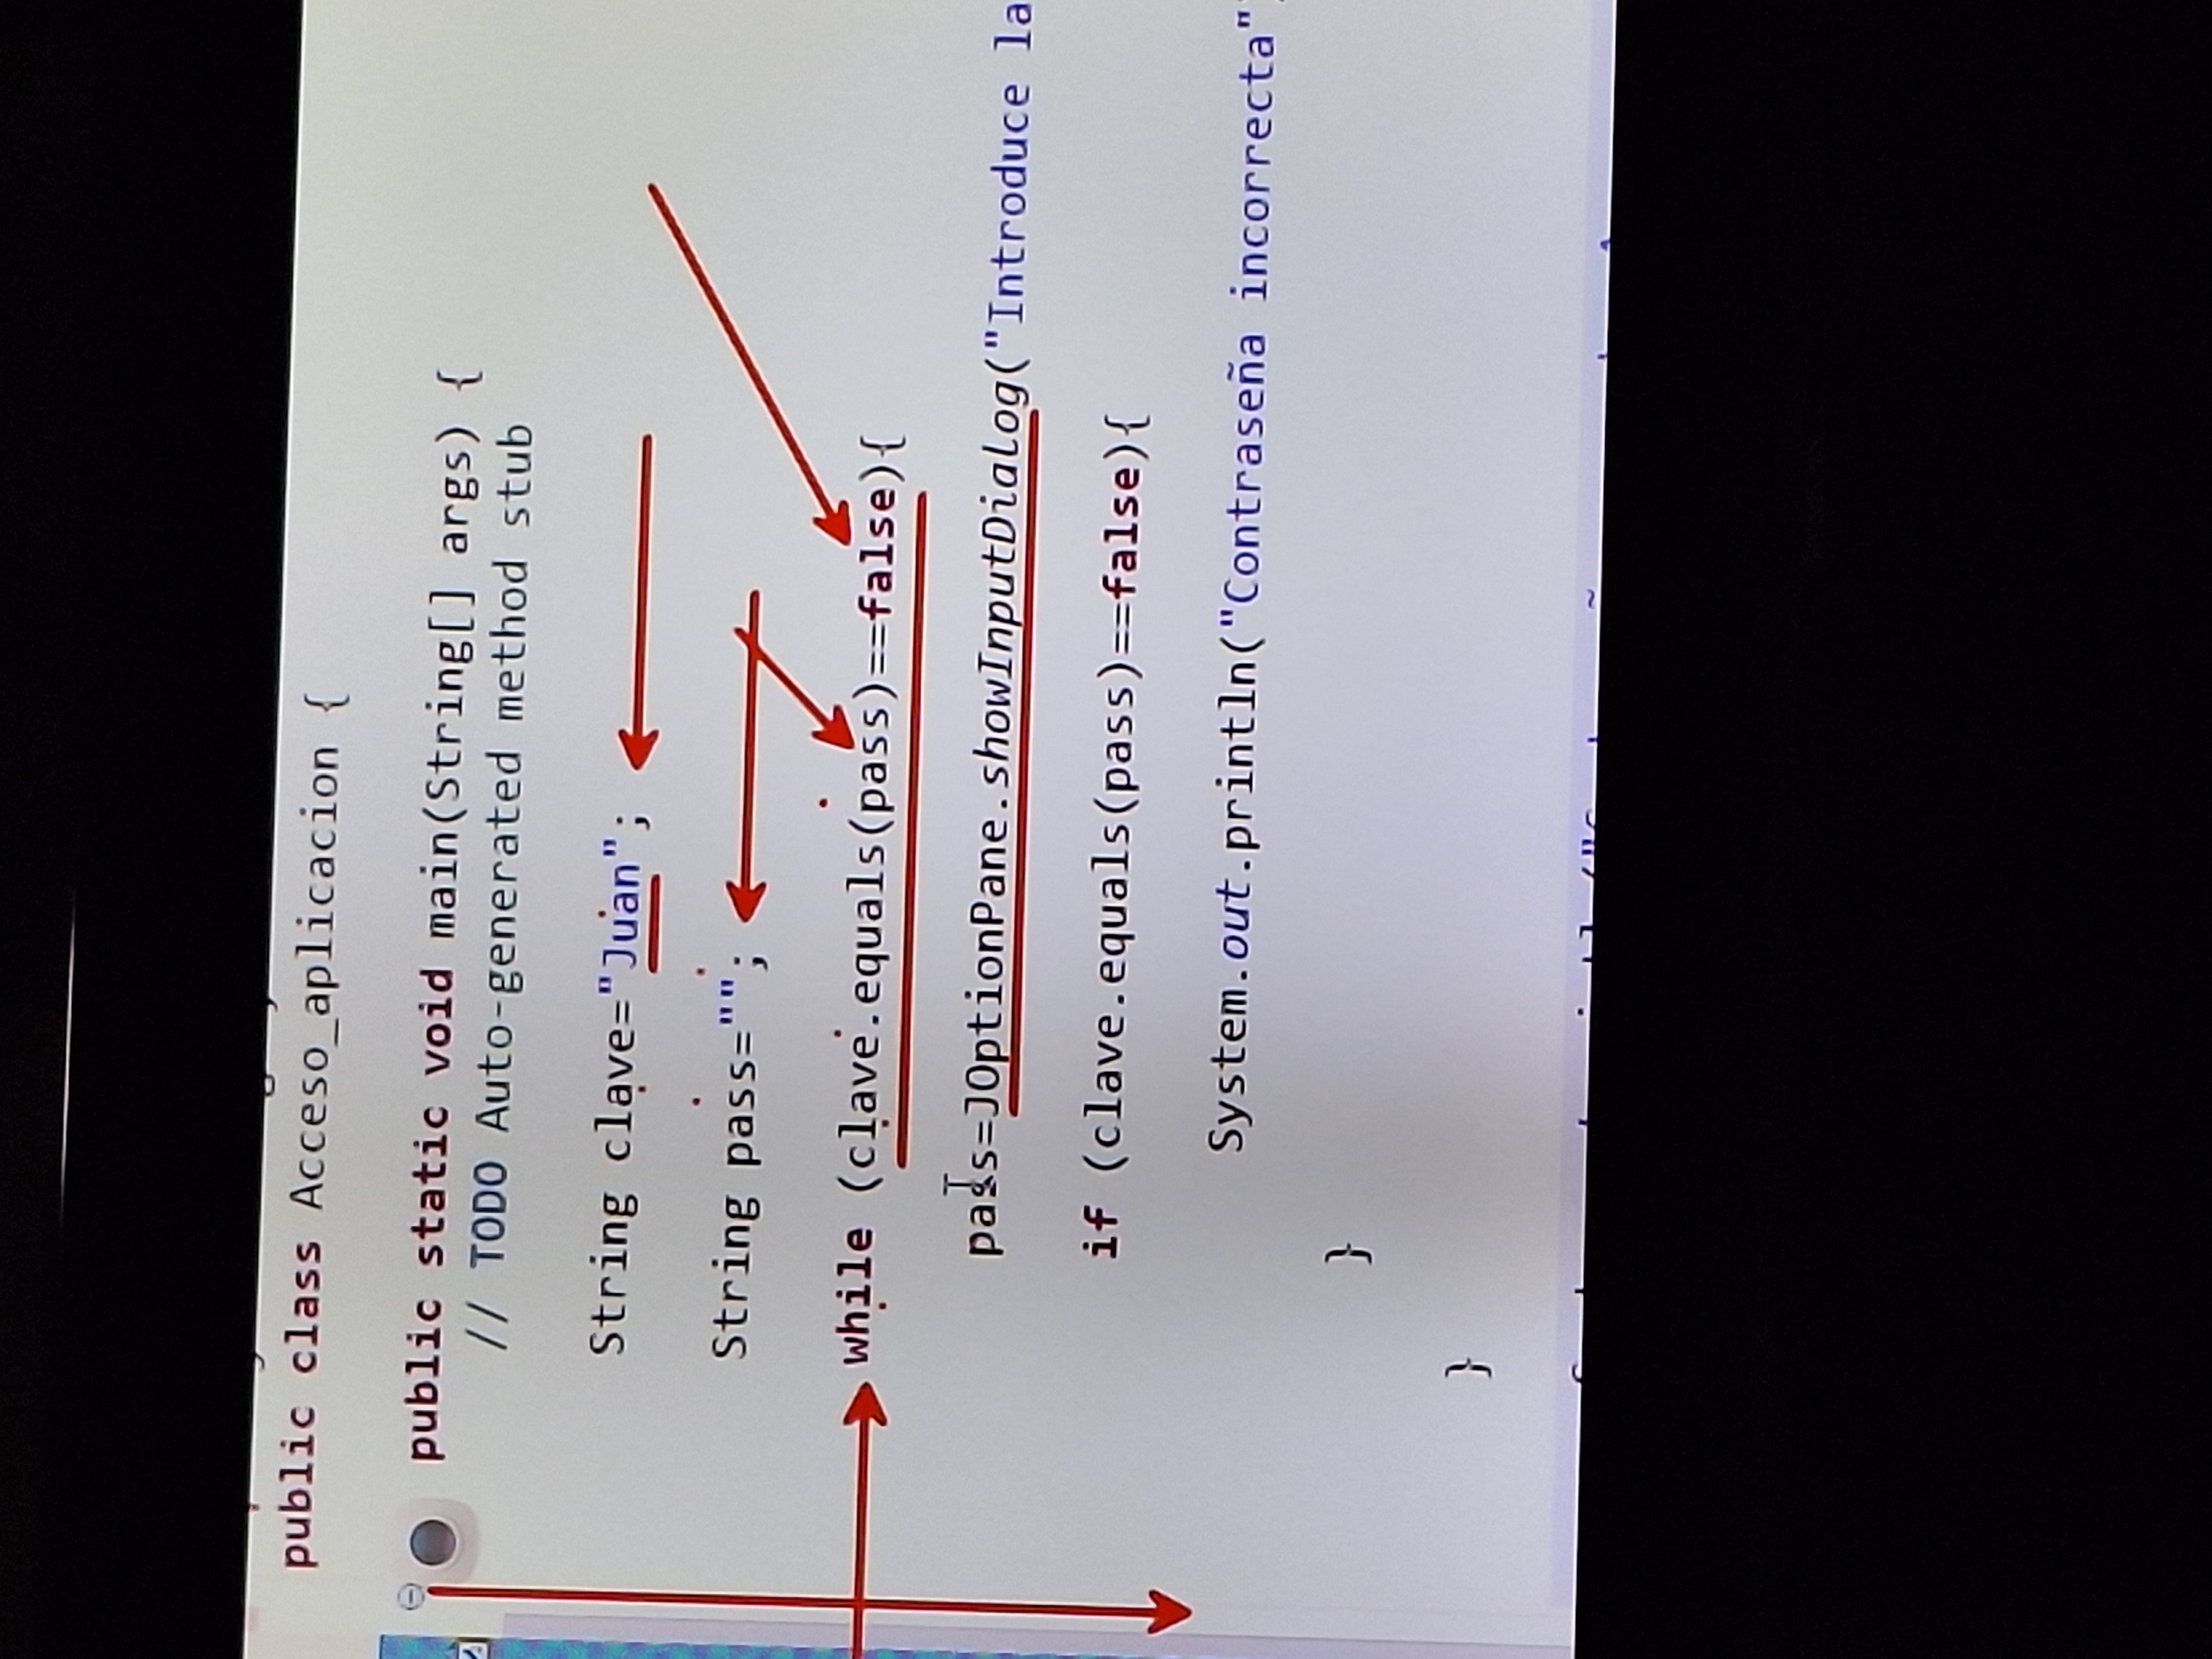 public class Acceso_aplicacion {
public static void main(String[] args) {
// TODO Auto-generated method stub
String clave="Juan";
String pass="";
while (clave.equals(pass)==false){
pass=JOptionPane.showInputDialog("Introduce la
if (clave.equals(pass)==false){
System.out.println("Contraseña incorrecta"
}
}